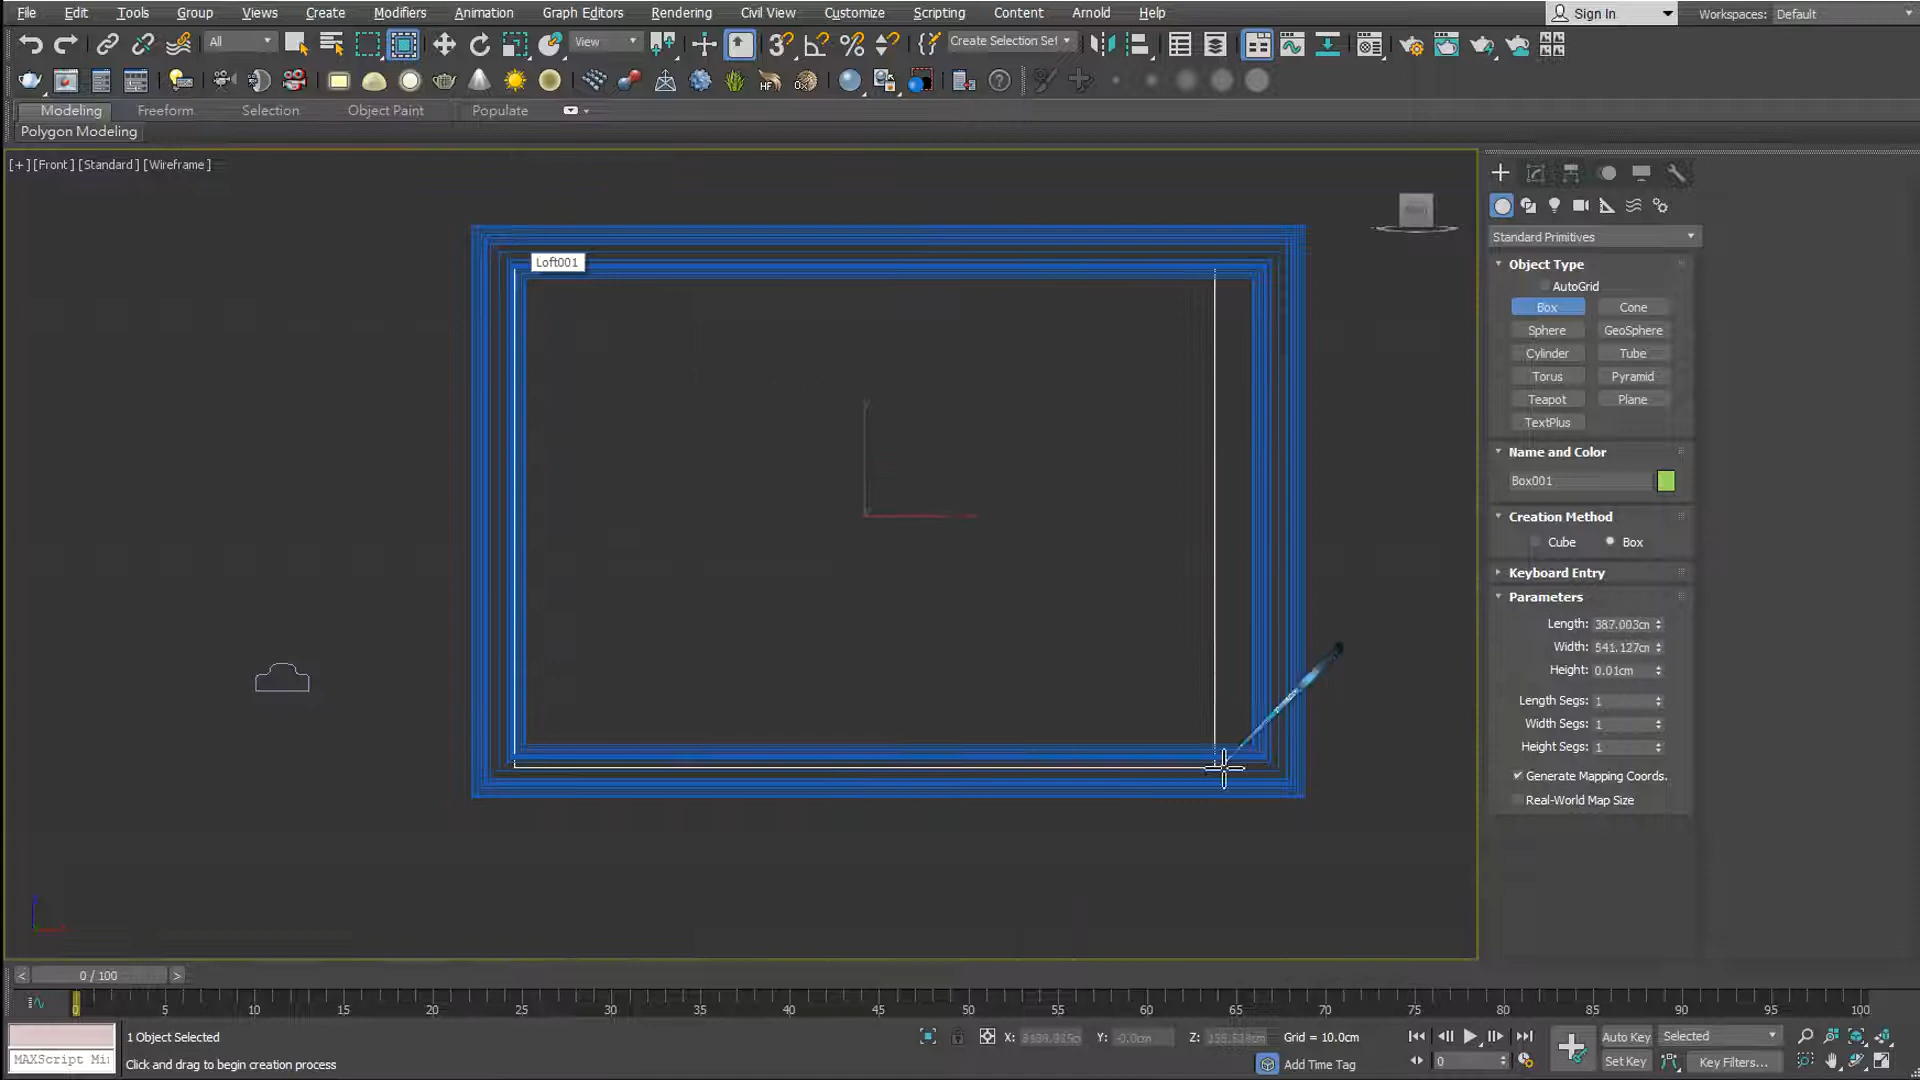 File Edit Tools Group Views Create Modifiers Animation Graph Editors Rendering Civil View Customize Scripting Content Arnold Help Sign In Workspaces: Default
All View Create Selection Set
Modeling Freeform Selection Object Paint Populate
Polygon Modeling
[+] [Front] [Standard] [Wireframe]
Loft001
Standard Primitives
Object Type
AutoGrid
Box Cone
Sphere GeoSphere
Cylinder Tube
Torus Pyramid
Teapot Plane
TextPlus
Name and Color
Box001
Creation Method
Cube Box
Keyboard Entry
Parameters
Length: 387.003cm
Width: 541.127cm
Height: 0.01cm
Length Segs: 1
Width Segs: 1
Height Segs: 1
Generate Mapping Coords.
Real-World Map Size
< 0 / 100 >
0 5 10 15 20 25 30 35 40 45 50 55 60 65 70 75 80 85 90 95 100
1 Object Selected X: Y: -0.0cm Z: Grid = 10.0cm Auto Key Selected
MAXScript Mi Click and drag to begin creation process Add Time Tag 0 Set Key Key Filters...